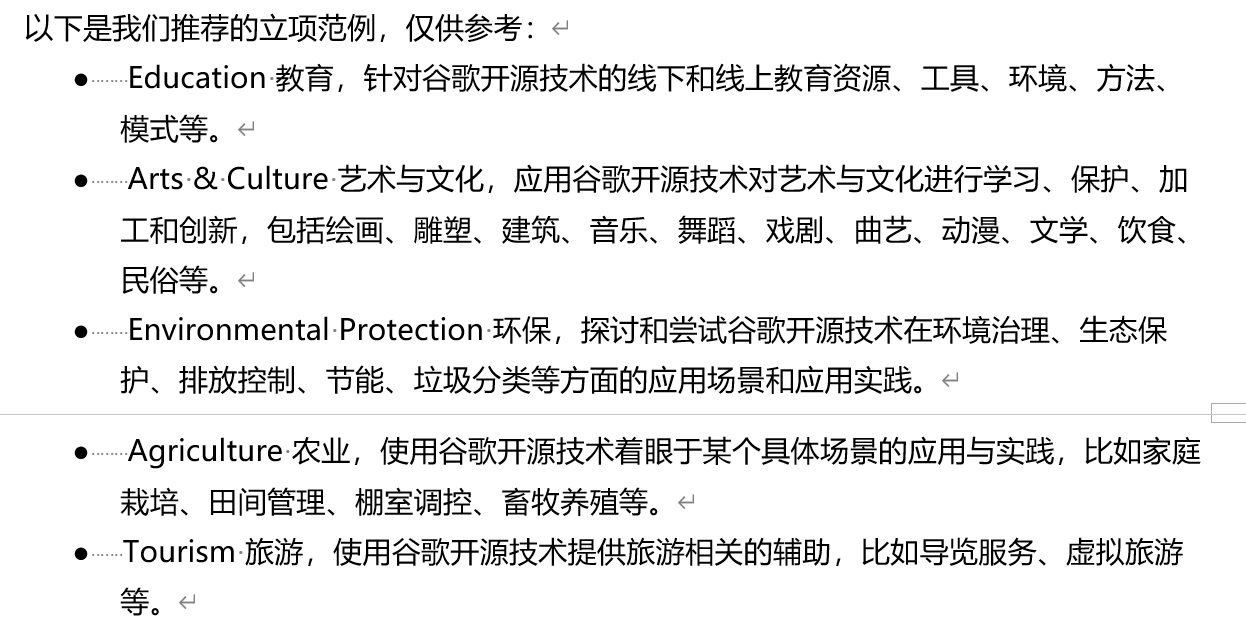 以下是我们推荐的立项范例，仅供参考：
● Education 教育，针对谷歌开源技术的线下和线上教育资源、工具、环境、方法、
模式等。
● Arts & Culture 艺术与文化，应用谷歌开源技术对艺术与文化进行学习、保护、加
工和创新，包括绘画、雕塑、建筑、音乐、舞蹈、戏剧、曲艺、动漫、文学、饮食、
民俗等。
● Environmental Protection 环保，探讨和尝试谷歌开源技术在环境治理、生态保
护、排放控制、节能、垃圾分类等方面的应用场景和应用实践。
● Agriculture 农业，使用谷歌开源技术着眼于某个具体场景的应用与实践，比如家庭
栽培、田间管理、棚室调控、畜牧养殖等。
● Tourism 旅游，使用谷歌开源技术提供旅游相关的辅助，比如导览服务、虚拟旅游
等。